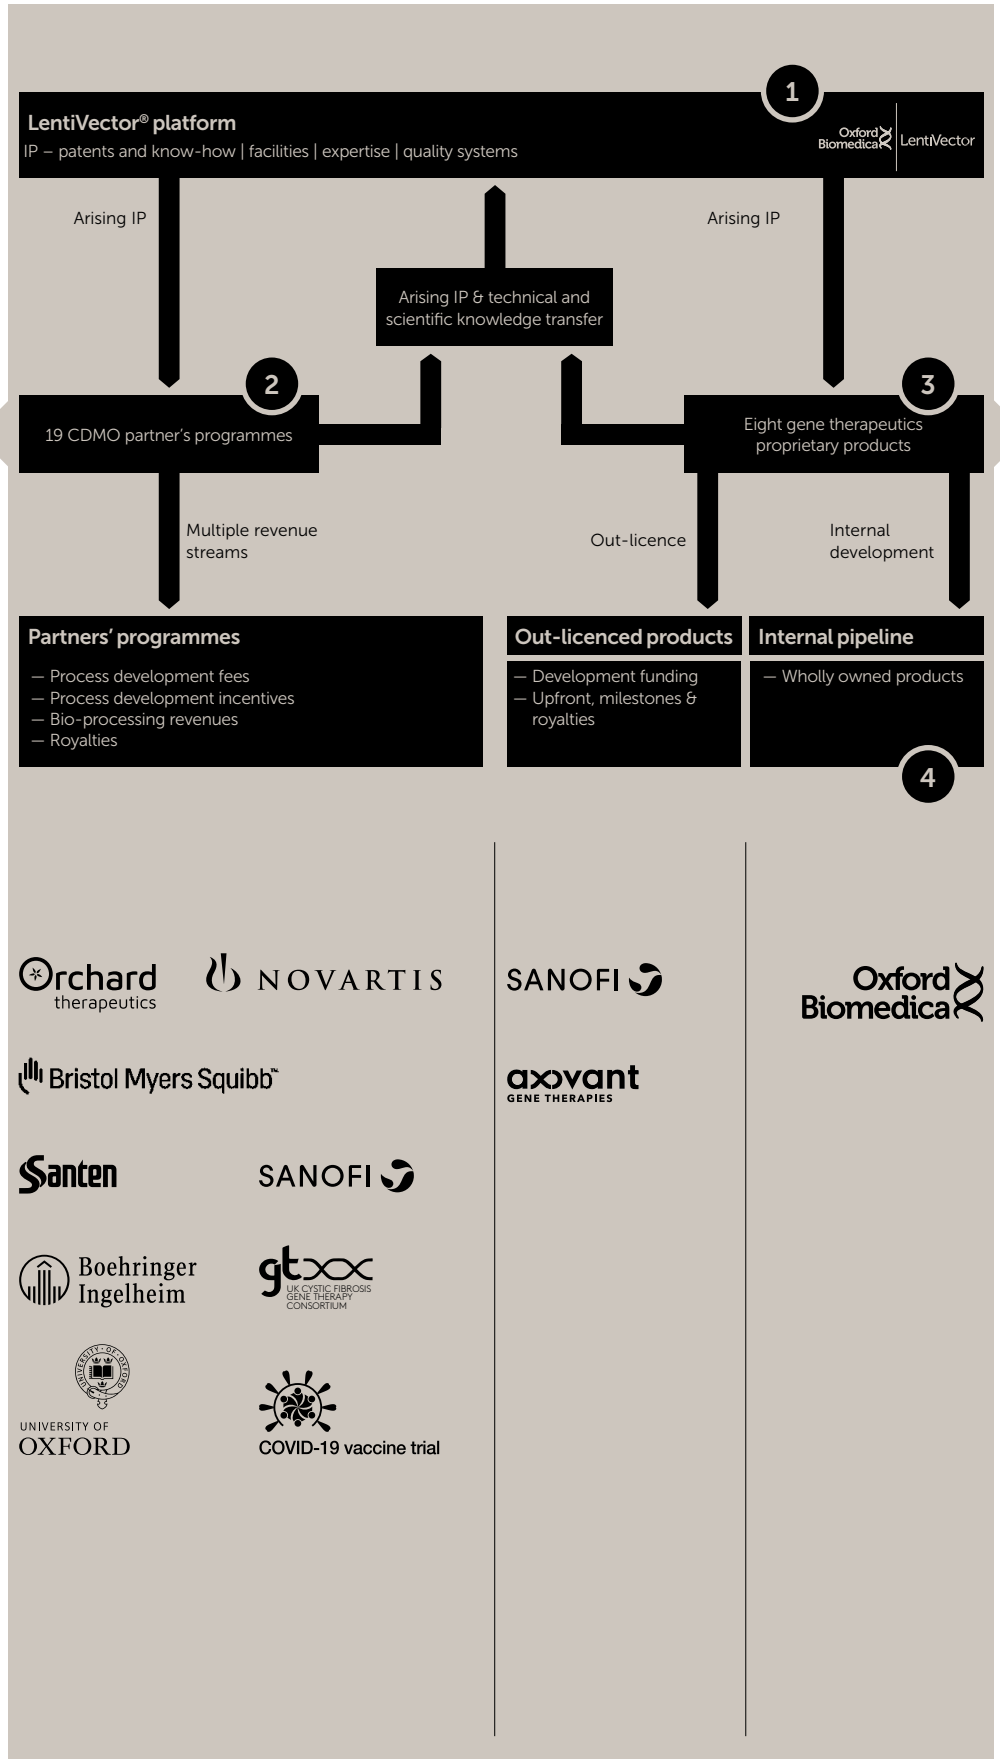 1
LentiVector® platform
IP – patents and know-how | facilities | expertise | quality systems
Oxford
Biomedica
LentiVector
Arising IP
Arising IP
Arising IP & technical and
scientific knowledge transfer
2
19 CDMO partner's programmes
3
Eight gene therapeutics
proprietary products
Multiple revenue
streams
Out-licence
Internal
development
Partners' programmes
— Process development fees
— Process development incentives
— Bio-processing revenues
— Royalties
Out-licenced products
— Development funding
— Upfront, milestones &
royalties
Internal pipeline
— Wholly owned products
4
Orchard
therapeutics
NOVARTIS
Bristol Myers Squibb™
Santen
SANOFI
Boehringer
Ingelheim
gtxx
UK CYSTIC FIBROSIS
GENE THERAPY
CONSORTIUM
UNIVERSITY OF OXFORD
UNIVERSITY OF
OXFORD
COVID-19 vaccine trial
SANOFI
axovant
GENE THERAPIES
Oxford
Biomedica